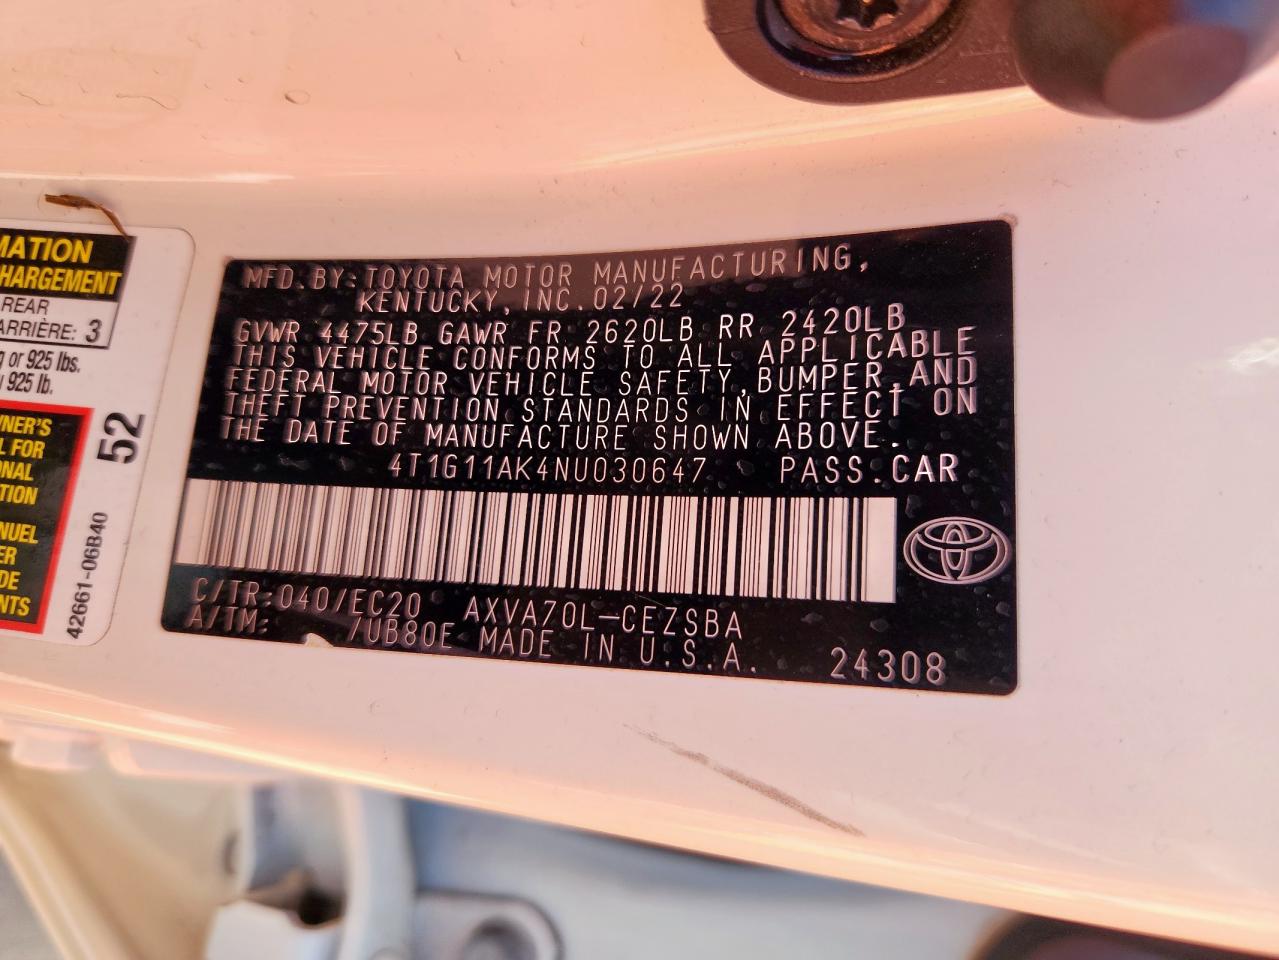 MATION
CHARGEMENT
REAR
ARRIÈRE: 3
g or 925 lbs.
925 lb.
WNER'S
L FOR
ONAL
TION
NUEL
ER
DE
NTS
52
42661-06B40
MFD. BY: TOYOTA MOTOR MANUFACTURING,
KENTUCKY, INC. 02/22
GVWR 4475LB GAWR FR 2620LB RR 2420LB
THIS VEHICLE CONFORMS TO ALL APPLICABLE
FEDERAL MOTOR VEHICLE SAFETY, BUMPER, AND
THEFT PREVENTION STANDARDS IN EFFECT ON
THE DATE OF MANUFACTURE SHOWN ABOVE.
4T1G11AK4NU030647 PASS.CAR
C/TR: 040/EC20 AXVA70L-CEZSBA
A/TM: /UB80E MADE IN U.S.A. 24308